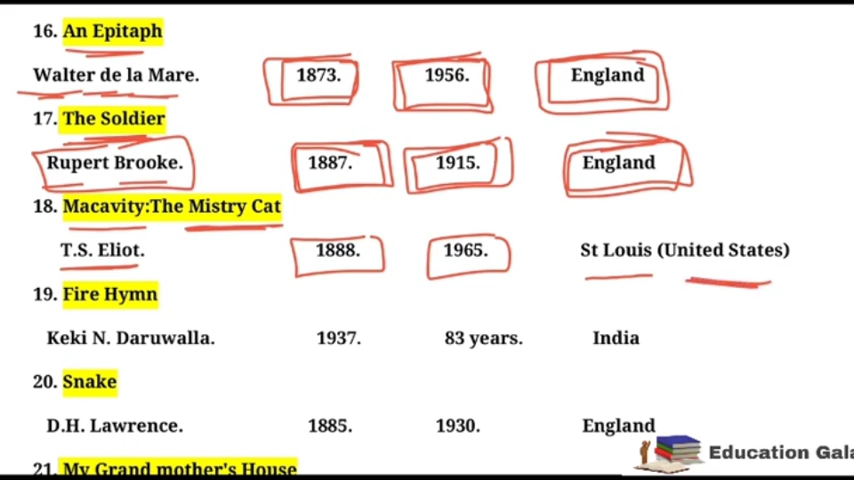 16. An Epitaph
Walter de la Mare. 1873. 1956. England
17. The Soldier
Rupert Brooke. 1887. 1915. England
18. Macavity:The Mistry Cat
T.S. Eliot. 1888. 1965. St Louis (United States)
19. Fire Hymn
Keki N. Daruwalla. 1937. 83 years. India
20. Snake
D.H. Lawrence. 1885. 1930. England
21. My Grand mother's House
Education